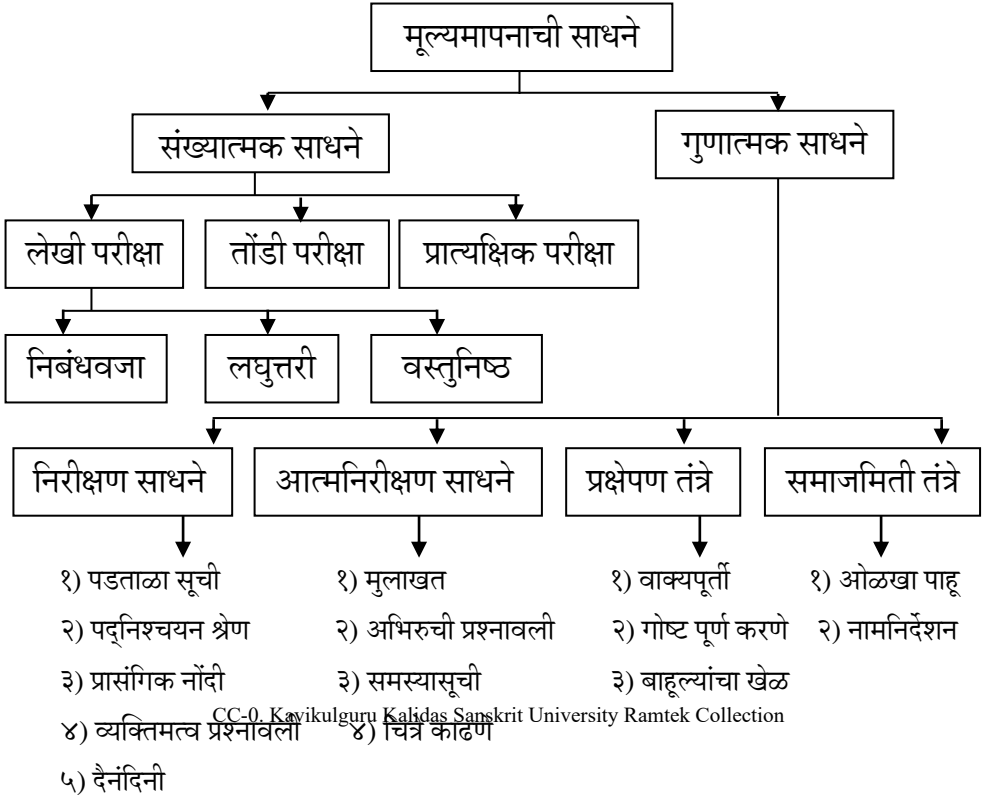 मूल्यमापनाची साधने
संख्यात्मक साधने
गुणात्मक साधने
लेखी परीक्षा
तोंडी परीक्षा
प्रात्यक्षिक परीक्षा
निबंधवजा
लघुत्तरी
वस्तुनिष्ठ
निरीक्षण साधने
आत्मनिरीक्षण साधने
प्रक्षेपण तंत्रे
समाजमिती तंत्रे
१) पडताळा सूची
२) पद्निश्चयन श्रेण
३) प्रासंगिक नोंदी
४) व्यक्तिमत्व प्रश्नावली
५) दैनंदिनी
१) मुलाखत
२) अभिरुची प्रश्नावली
३) समस्यासूची
४) चित्रे काढणे
१) वाक्यपूर्ती
२) गोष्ट पूर्ण करणे
३) बाहूल्यांचा खेळ
१) ओळखा पाहू
२) नामनिर्देशन
CC-0. Kavikulguru Kalidas Sanskrit University Ramtek Collection